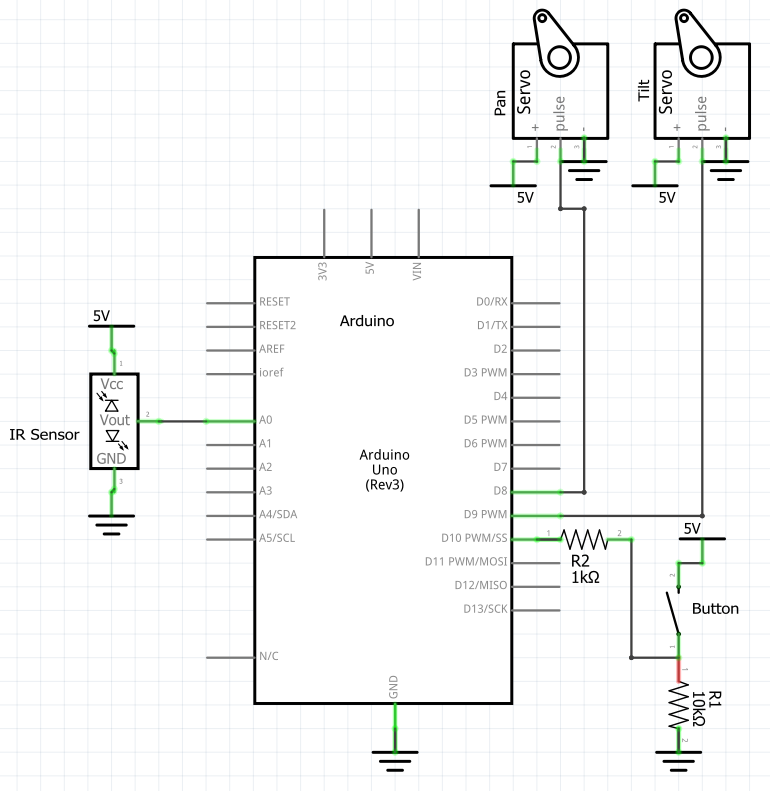 Pan
Servo
+
pulse
-
1
2
3
5V
Tilt
Servo
+
pulse
-
1
2
3
5V
3V3
5V
VIN
RESET
RESET2
AREF
ioref
A0
A1
A2
A3
A4/SDA
A5/SCL
N/C
Arduino
Arduino
Uno
(Rev3)
D0/RX
D1/TX
D2
D3 PWM
D4
D5 PWM
D6 PWM
D7
D8
D9 PWM
D10 PWM/SS
D11 PWM/MOSI
D12/MISO
D13/SCK
GND
5V
1
Vcc
Vout
2
GND
3
IR Sensor
1
2
R2
1kΩ
5V
2
Button
1
1
R1
10kΩ
2